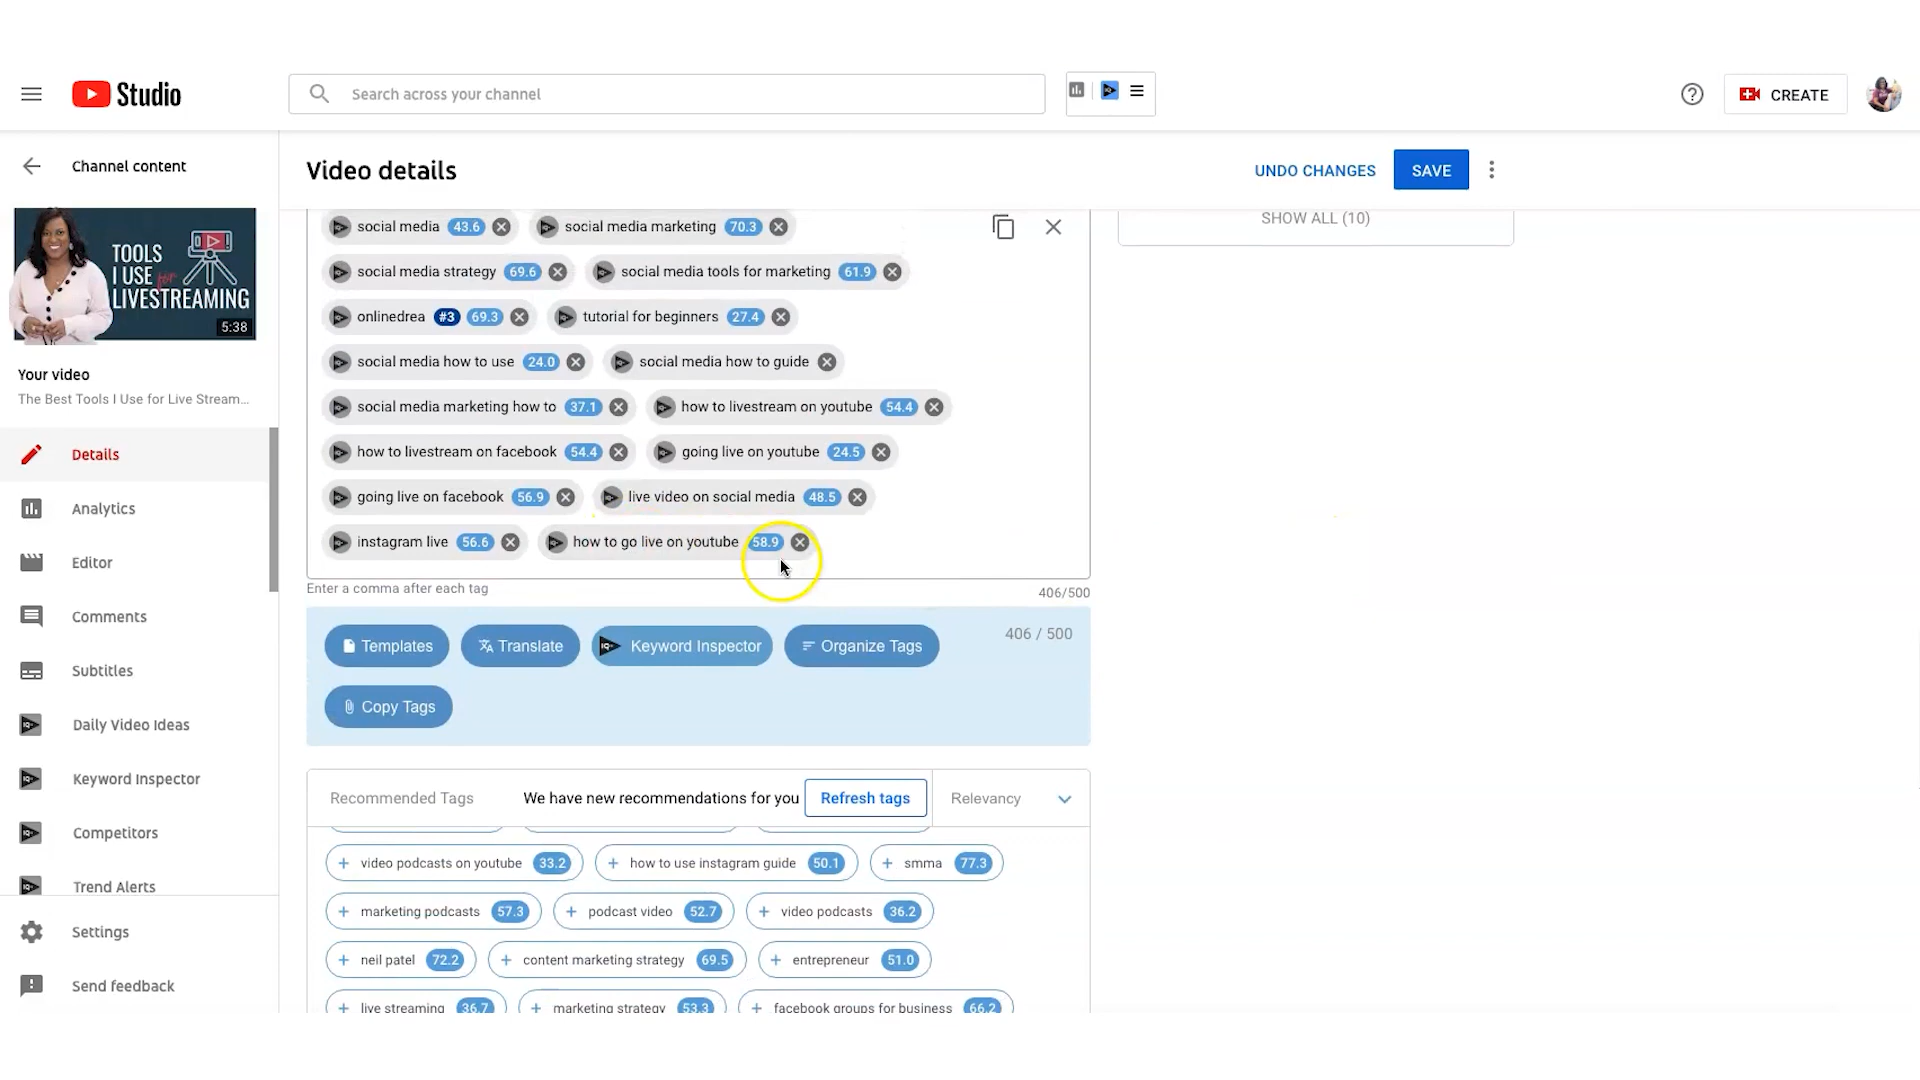 Studio
Search across your channel
CREATE
Channel content
Video details
UNDO CHANGES
SAVE
TOOLS
I USE for
LIVESTREAMING
5:38
Your video
The Best Tools I Use for Live Stream...
Details
Analytics
Editor
Comments
Subtitles
Daily Video Ideas
Keyword Inspector
Competitors
Trend Alerts
Settings
Send feedback
social media 43.6 social media marketing 70.3
social media strategy 69.6 social media tools for marketing 61.9
onlinedrea #3 69.3 tutorial for beginners 27.4
social media how to use 24.0 social media how to guide
social media marketing how to 37.1 how to livestream on youtube 54.4
how to livestream on facebook 54.4 going live on youtube 24.5
going live on facebook 56.9 live video on social media 48.5
instagram live 56.6 how to go live on youtube 58.9
Enter a comma after each tag 406/500
Templates Translate Keyword Inspector Organize Tags 406 / 500
Copy Tags
Recommended Tags We have new recommendations for you Refresh tags Relevancy
video podcasts on youtube 33.2 how to use instagram guide 50.1 smma 77.3
marketing podcasts 57.3 podcast video 52.7 video podcasts 36.2
neil patel 72.2 content marketing strategy 69.5 entrepreneur 51.0
live streaming 36.7 marketing strategy 53.3 facebook groups for business 66.2
SHOW ALL (10)